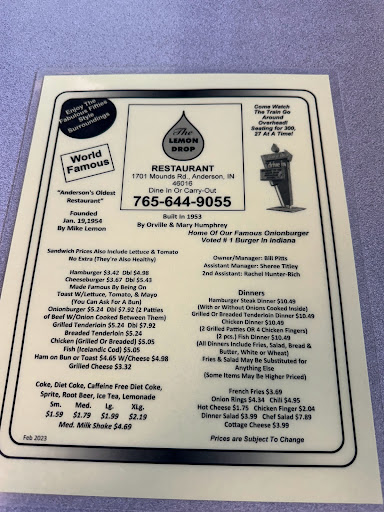 Enjoy The
Fabulous Fifties
Style
Surroundings
World
Famous
"Anderson's Oldest
Restaurant"
Founded
Jan. 19,1954
By Mike Lemon
The
LEMON
DROP
RESTAURANT
1701 Mounds Rd., Anderson, IN
46016
Dine In Or Carry-Out
765-644-9055
Come Watch
The Train Go
Around
Overhead!
Seating for 300,
27 At A Time!
Built In 1953
By Orville & Mary Humphrey
Home Of Our Famous Onionburger
Voted # 1 Burger In Indiana
Sandwich Prices Also Include Lettuce & Tomato
No Extra (They're Also Healthy)
Hamburger $3.42 Dbl $4.98
Cheeseburger $3.67 Dbl $5.43
Made Famous By Being On
Toast W/Lettuce, Tomato, & Mayo
(You Can Ask For A Bun)
Onionburger $5.24 Dbl $7.92 (2 Patties
of Beef W/Onion Cooked Between Them)
Grilled Tenderloin $5.24 Dbl $7.92
Breaded Tenderloin $5.24
Chicken (Grilled Or Breaded) $5.05
Fish (Icelandic Cod) $5.05
Ham on Bun or Toast $4.65 W/Cheese $4.98
Grilled Cheese $3.32
Coke, Diet Coke, Caffeine Free Diet Coke,
Sprite, Root Beer, Ice Tea, Lemonade
Sm. Med. Lg. XLg.
$1.59 $1.79 $1.99 $2.19
Med. Milk Shake $4.69
Feb 2023
Owner/Manager: Bill Pitts
Assistant Manager: Sheree Titley
2nd Assistant: Rachel Hunter-Rich
Dinners
Hamburger Steak Dinner $10.49
(With or Without Onions Cooked Inside)
Grilled Or Breaded Tenderloin Dinner $10.49
Chicken Dinner $10.49
(2 Grilled Patties OR 4 Chicken Fingers)
(2 pcs.) Fish Dinner $10.49
(All Dinners Include Fries, Salad, Bread &
Butter, White or Wheat)
Fries & Salad May Be Substituted for
Anything Else
(Some Items May Be Higher Priced)
French Fries $3.69
Onion Rings $4.34 Chili $4.95
Hot Cheese $1.75 Chicken Finger $2.04
Dinner Salad $3.99 Chef Salad $7.89
Cottage Cheese $3.99
Prices are Subject To Change